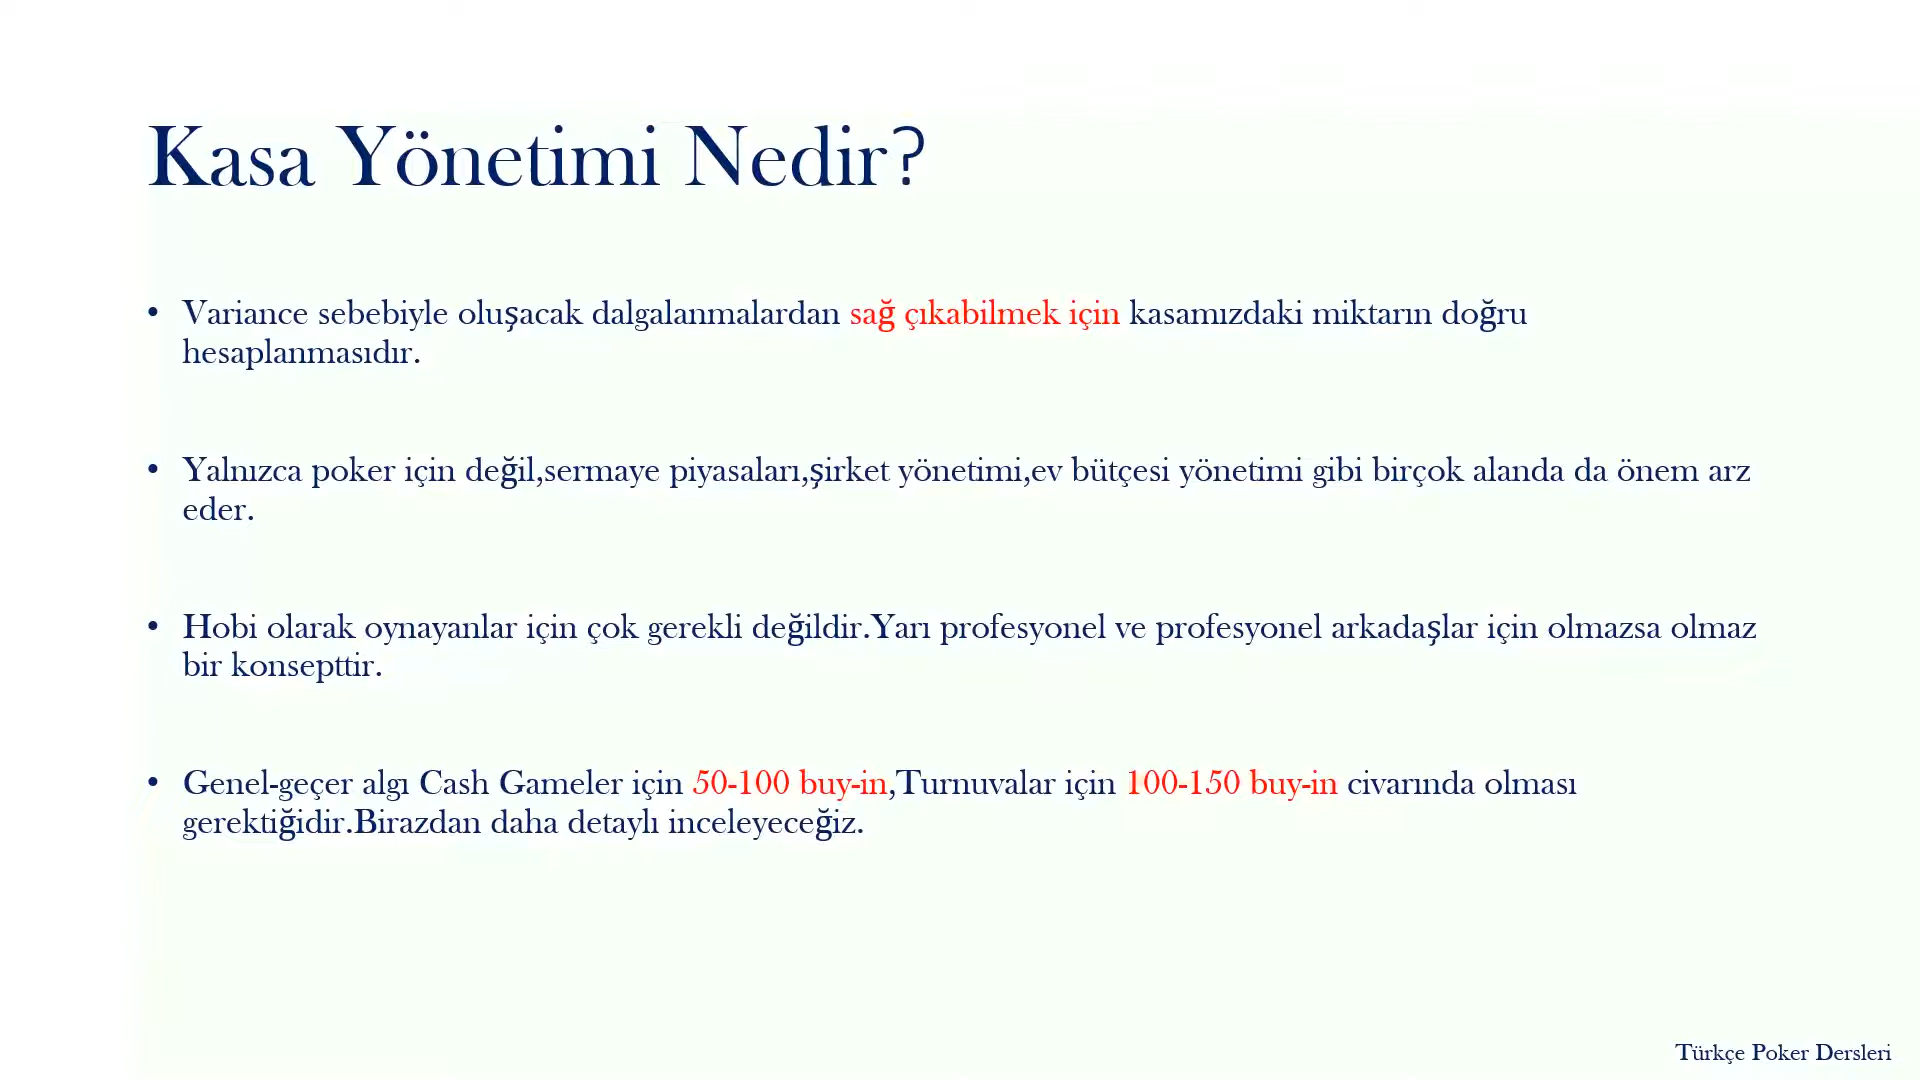 Kasa Yönetimi Nedir?
• Variance sebebiyle oluşacak dalgalanmalardan sağ çıkabilmek için kasamızdaki miktarın doğru
hesaplanmasıdır.
• Yalnızca poker için değil,sermaye piyasaları,şirket yönetimi,ev bütçesi yönetimi gibi birçok alanda da önem arz
eder.
• Hobi olarak oynayanlar için çok gerekli değildir.Yarı profesyonel ve profesyonel arkadaşlar için olmazsa olmaz
bir konsepttir.
• Genel-geçer algı Cash Gameler için 50-100 buy-in,Turnuvalar için 100-150 buy-in civarında olması
gerektiğidir.Birazdan daha detaylı inceleyeceğiz.
Türkçe Poker Dersleri